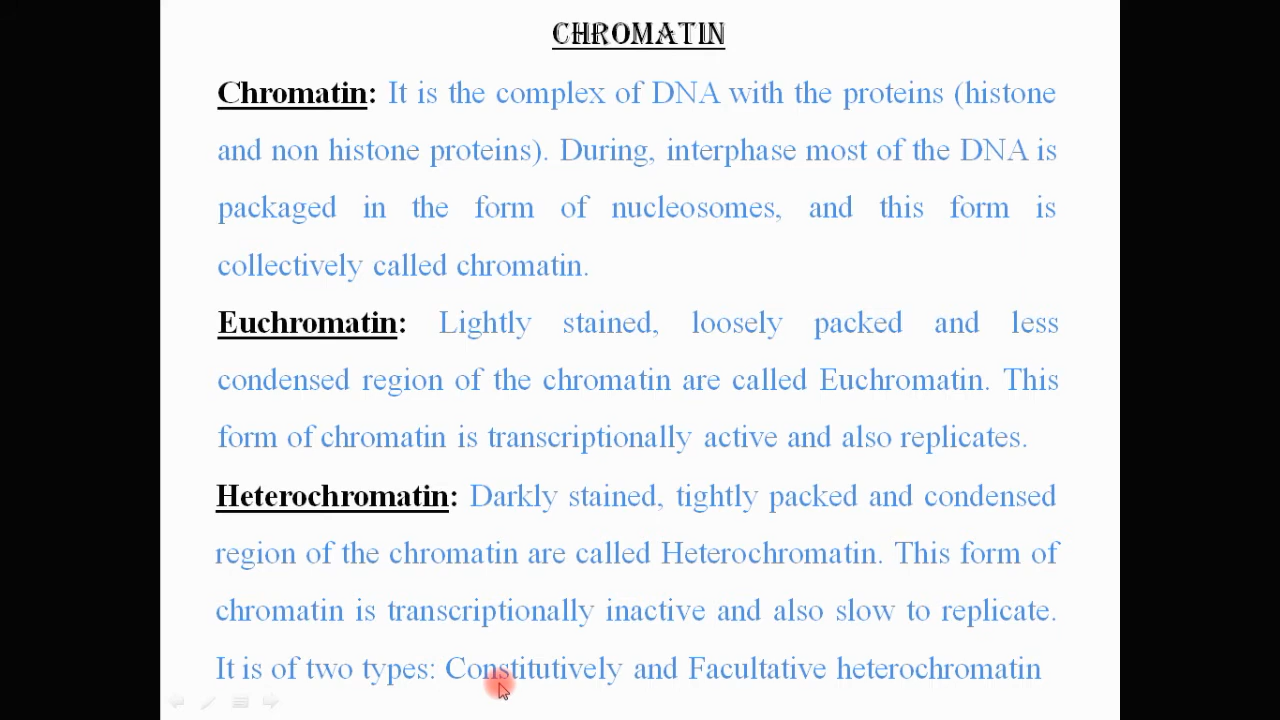 CHROMATIN
Chromatin: It is the complex of DNA with the proteins (histone
and non histone proteins). During, interphase most of the DNA is
packaged in the form of nucleosomes, and this form is
collectively called chromatin.
Euchromatin: Lightly stained, loosely packed and less
condensed region of the chromatin are called Euchromatin. This
form of chromatin is transcriptionally active and also replicates.
Heterochromatin: Darkly stained, tightly packed and condensed
region of the chromatin are called Heterochromatin. This form of
chromatin is transcriptionally inactive and also slow to replicate.
It is of two types: Constitutively and Facultative heterochromatin